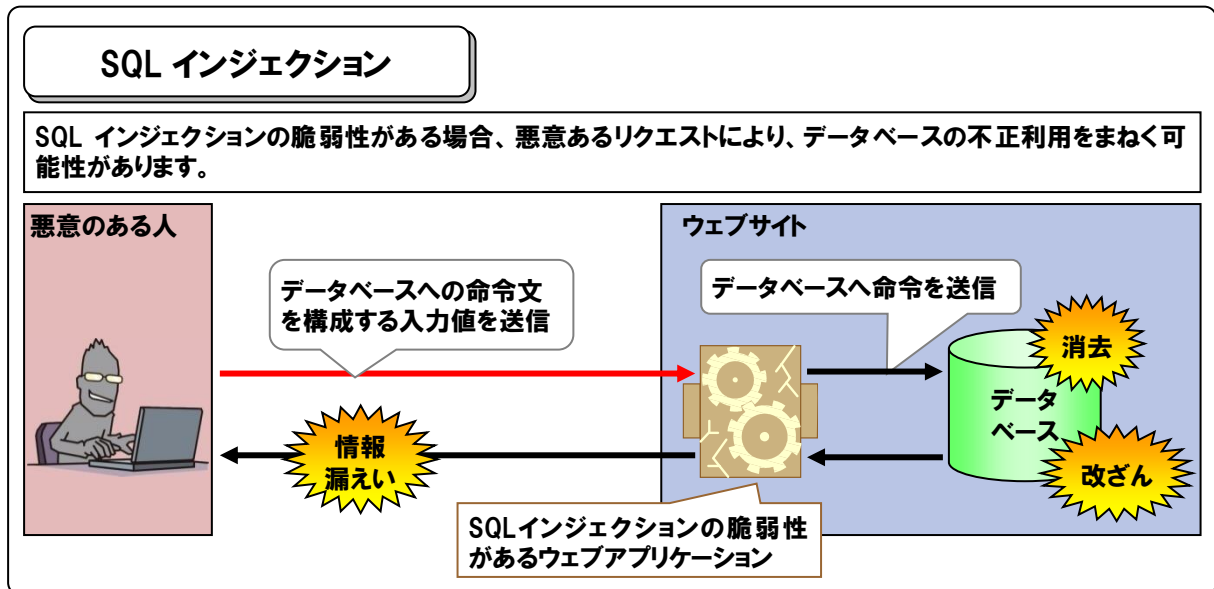 SQL インジェクション
SQL インジェクションの脆弱性がある場合、悪意あるリクエストにより、データベースの不正利用をまねく可
能性があります。
悪意のある人
ウェブサイト
データベースへの命令文
を構成する入力値を送信
データベースへ命令を送信
消去
データ
ベース
改ざん
情報
漏えい
SQLインジェクションの脆弱性
があるウェブアプリケーション